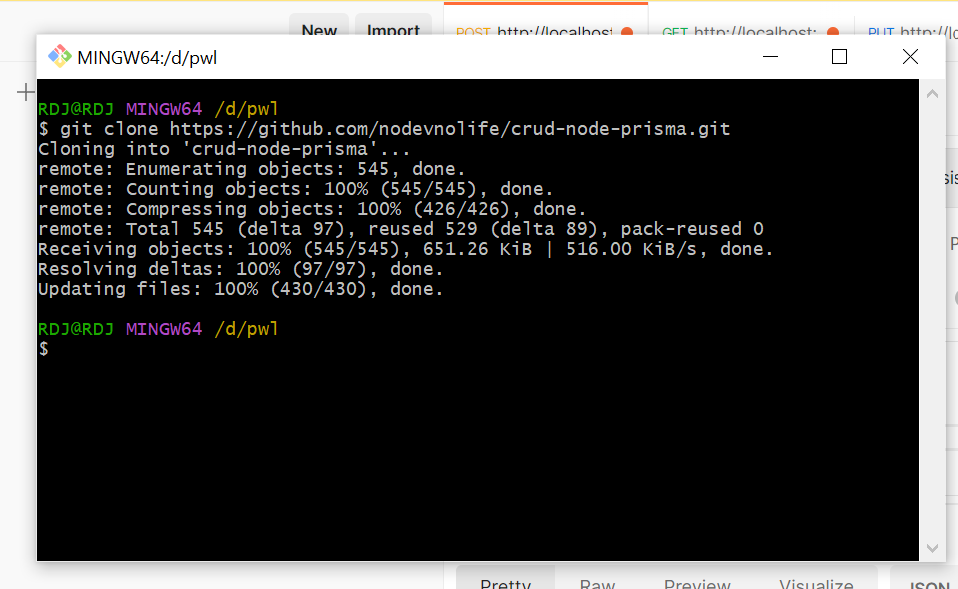 New Import POST http://localhost GET http://localhost: PUT http://loc
MINGW64:/d/pwl
RDJ@RDJ MINGW64 /d/pwl
$ git clone https://github.com/nodevnolife/crud-node-prisma.git
Cloning into 'crud-node-prisma'...
remote: Enumerating objects: 545, done.
remote: Counting objects: 100% (545/545), done.
remote: Compressing objects: 100% (426/426), done.
remote: Total 545 (delta 97), reused 529 (delta 89), pack-reused 0
Receiving objects: 100% (545/545), 651.26 KiB | 516.00 KiB/s, done.
Resolving deltas: 100% (97/97), done.
Updating files: 100% (430/430), done.
RDJ@RDJ MINGW64 /d/pwl
$
Pretty Raw Preview Visualize JSON